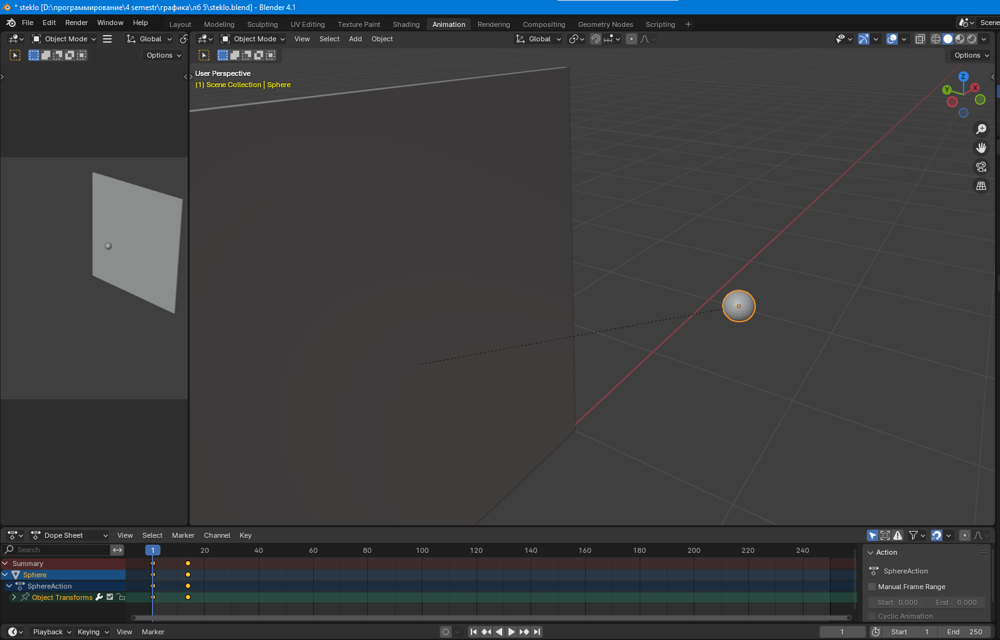 * steklo [D:\программирование\4 semestr\графика\лб 5\steklo.blend] - Blender 4.1
File Edit Render Window Help Layout Modeling Sculpting UV Editing Texture Paint Shading Animation Rendering Compositing Geometry Nodes Scripting + Scene
Object Mode Global Object Mode View Select Add Object Global
Options Options
User Perspective
(1) Scene Collection | Sphere
Z
Y X
Dope Sheet View Select Marker Channel Key
Search 1 20 40 60 80 100 120 140 160 180 200 220 240
Summary
Sphere
SphereAction
Object Transforms
Action
SphereAction
Manual Frame Range
Start 0.000 End 0.000
Cyclic Animation
Playback Keying View Marker 1 Start 1 End 250